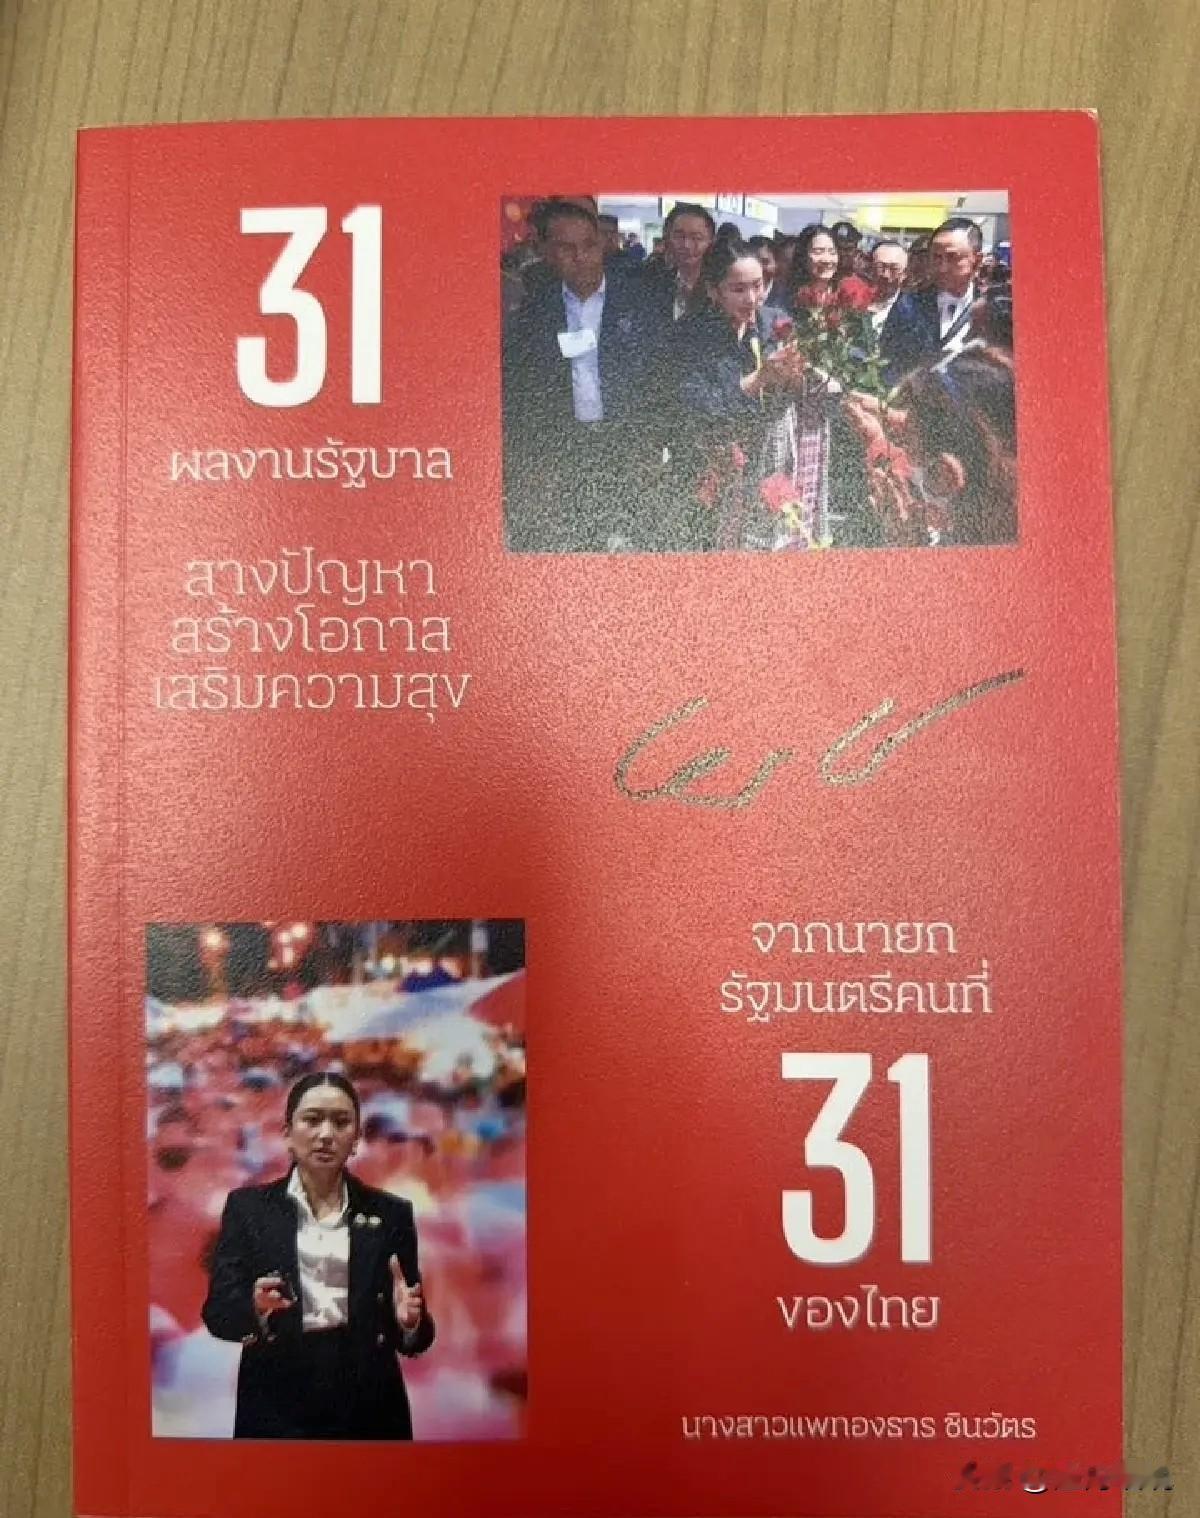 31
ผลงานรัฐบาล
สางปัญหา
สร้างโอกาส
เสริมความสุข
จากนายก
รัฐมนตรีคนที่
31
ของไทย
นางสาวแพทองธาร ชินวัตร